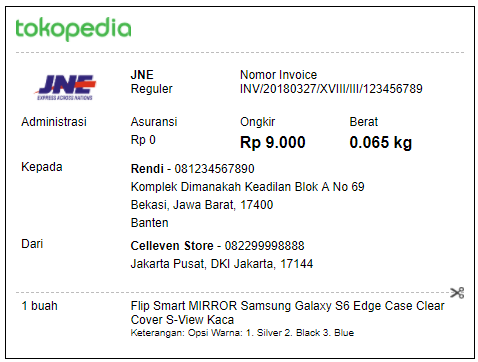 tokopedia
JNE
EXPRESS ACROSS NATIONS
JNE
Reguler
Nomor Invoice
INV/20180327/XVIII/III/123456789
Administrasi
Asuransi
Rp 0
Ongkir
Rp 9.000
Berat
0.065 kg
Kepada
Rendi - 081234567890
Komplek Dimanakah Keadilan Blok A No 69
Bekasi, Jawa Barat, 17400
Banten
Dari
Celleven Store - 082299998888
Jakarta Pusat, DKI Jakarta, 17144
1 buah
Flip Smart MIRROR Samsung Galaxy S6 Edge Case Clear
Cover S-View Kaca
Keterangan: Opsi Warna: 1. Silver 2. Black 3. Blue